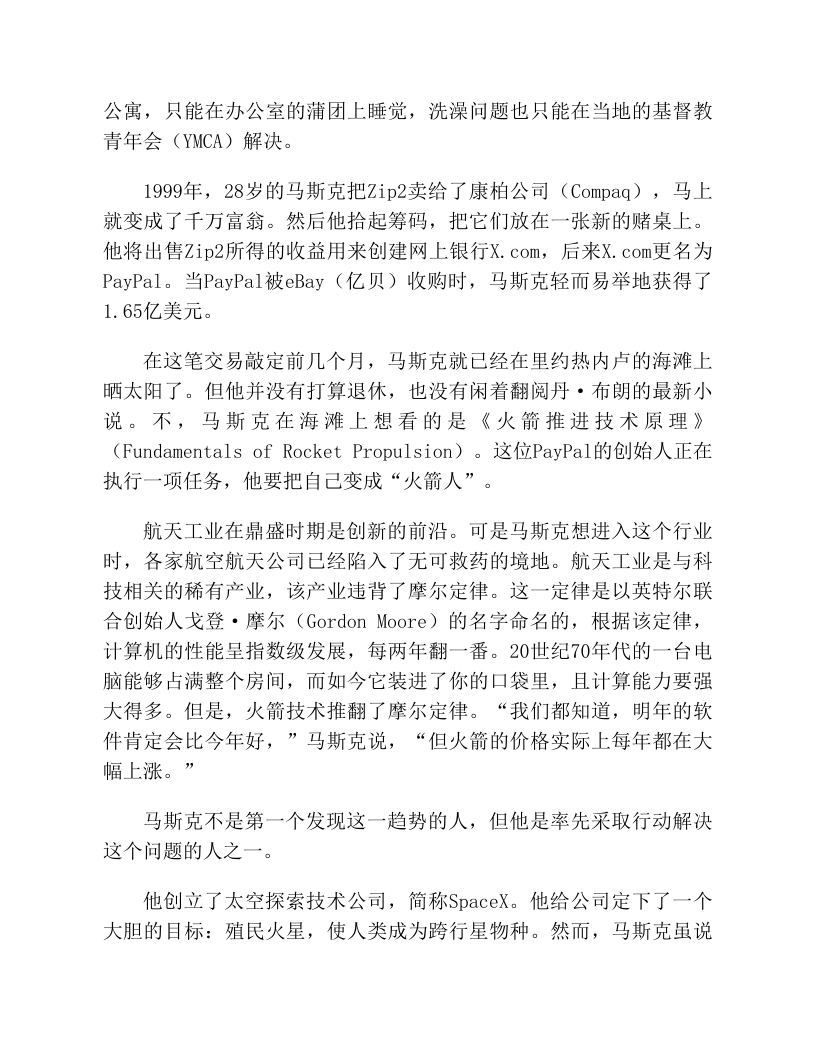 公寓，只能在办公室的蒲团上睡觉，洗澡问题也只能在当地的基督教
青年会（YMCA）解决。
1999年，28岁的马斯克把Zip2卖给了康柏公司（Compaq），马上
就变成了千万富翁。然后他拾起筹码，把它们放在一张新的赌桌上。
他将出售Zip2所得的收益用来创建网上银行X.com，后来X.com更名为
PayPal。当PayPal被eBay（亿贝）收购时，马斯克轻而易举地获得了
1.65亿美元。
在这笔交易敲定前几个月，马斯克就已经在里约热内卢的海滩上
晒太阳了。但他并没有打算退休，也没有闲着翻阅丹·布朗的最新小
说。不，马斯克在海滩上想看的是《火箭推进技术原理》
（Fundamentals of Rocket Propulsion）。这位PayPal的创始人正在
执行一项任务，他要把自己变成“火箭人”。
航天工业在鼎盛时期是创新的前沿。可是马斯克想进入这个行业
时，各家航空航天公司已经陷入了无可救药的境地。航天工业是与科
技相关的稀有产业，该产业违背了摩尔定律。这一定律是以英特尔联
合创始人戈登·摩尔（Gordon Moore）的名字命名的，根据该定律，
计算机的性能呈指数级发展，每两年翻一番。20世纪70年代的一台电
脑能够占满整个房间，而如今它装进了你的口袋里，且计算能力要强
大得多。但是，火箭技术推翻了摩尔定律。“我们都知道，明年的软
件肯定会比今年好，”马斯克说，“但火箭的价格实际上每年都在大
幅上涨。”
马斯克不是第一个发现这一趋势的人，但他是率先采取行动解决
这个问题的人之一。
他创立了太空探索技术公司，简称SpaceX。他给公司定下了一个
大胆的目标：殖民火星，使人类成为跨行星物种。然而，马斯克虽说